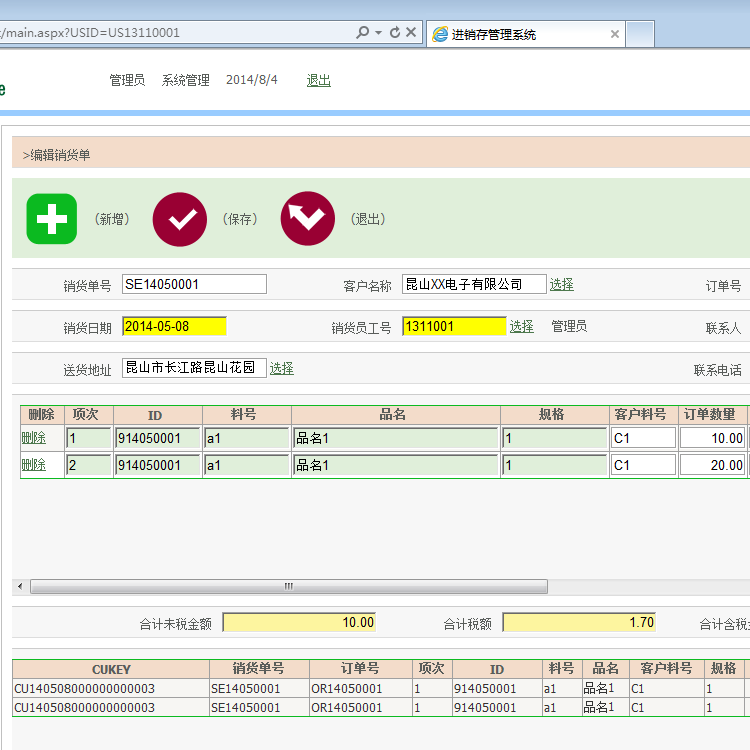 /main.aspx?USID=US13110001
进销存管理系统
管理员 系统管理 2014/8/4 退出
e
>编辑销货单
（新增） （保存） （退出）
销货单号 SE14050001 客户名称 昆山XX电子有限公司 选择 订单号
销货日期 2014-05-08 销货员工号 1311001 选择 管理员 联系人
送货地址 昆山市长江路昆山花园 选择 联系电话
删除 项次 ID 料号 品名 规格 客户料号 订单数量
删除 1 914050001 a1 品名1 1 C1 10.00
删除 2 914050001 a1 品名1 1 C1 20.00
合计未税金额 10.00 合计税额 1.70 合计含税
CUKEY 销货单号 订单号 项次 ID 料号 品名 客户料号 规格
CU140508000000000003 SE14050001 OR14050001 1 914050001 a1 品名1 C1 1
CU140508000000000003 SE14050001 OR14050001 1 914050001 a1 品名1 C1 1